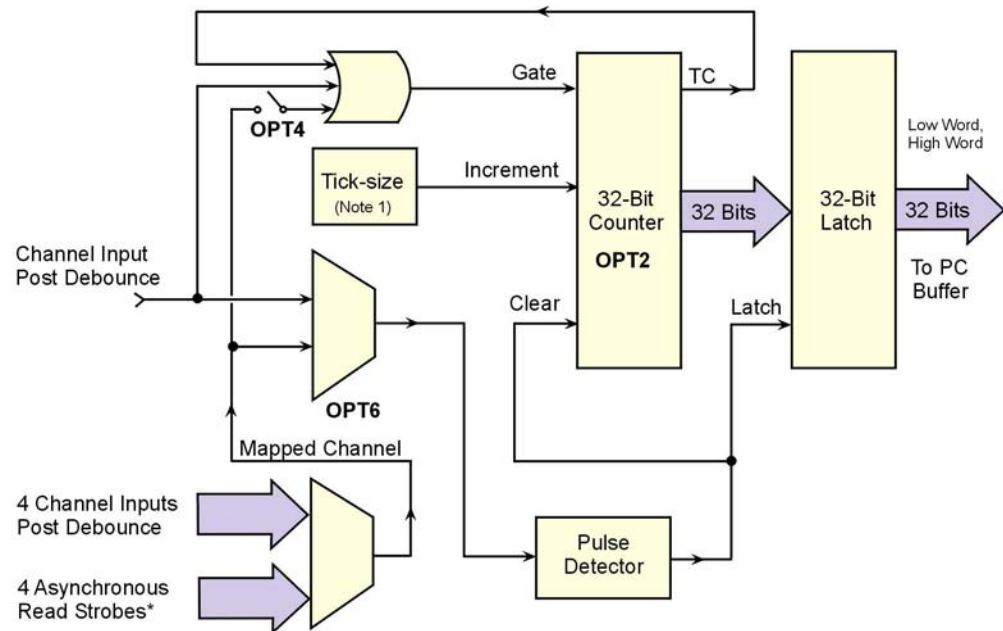 Gate
TC
OPT4
Low Word,
High Word
Tick-size
(Note 1)
Increment
32-Bit
Counter
OPT2
32 Bits
32-Bit
Latch
32 Bits
Channel Input
Post Debounce
To PC
Buffer
Clear
Latch
OPT6
Mapped Channel
4 Channel Inputs
Post Debounce
Pulse
Detector
4 Asynchronous
Read Strobes*